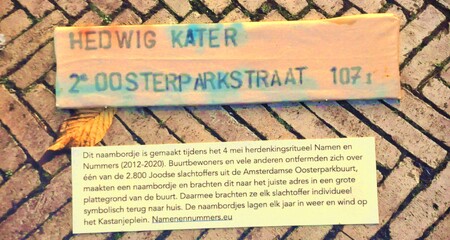 HEDWIG KATER
2e OOSTERPARKSTRAAT 107 I
Dit naambordje is gemaakt tijdens het 4 mei herdenkingsritueel Namen en
Nummers (2012-2020). Buurtbewoners en vele anderen ontfermden zich over
één van de 2.800 Joodse slachtoffers uit de Amsterdamse Oosterparkbuurt,
maakten een naambordje en brachten dit naar het juiste adres in een grote
plattegrond van de buurt. Daarmee brachten ze elk slachtoffer individueel
symbolisch terug naar huis. De naambordjes lagen elk jaar in weer en wind op
het Kastanjeplein. Namenennummers.eu